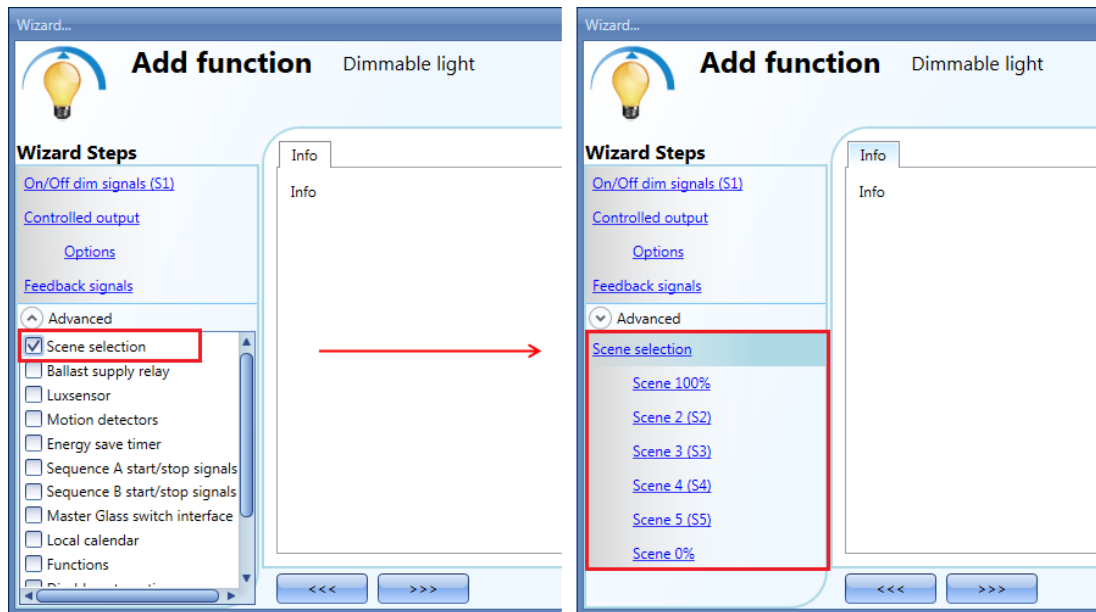 Wizard...
Add function Dimmable light
Wizard Steps
Info
On/Off dim signals (S1)
Info
Controlled output
Options
Feedback signals
Advanced
Scene selection
Ballast supply relay
Luxsensor
Motion detectors
Energy save timer
Sequence A start/stop signals
Sequence B start/stop signals
Master Glass switch interface
Local calendar
Functions
<<< >>>
Wizard...
Add function Dimmable light
Wizard Steps
Info
On/Off dim signals (S1)
Info
Controlled output
Options
Feedback signals
Advanced
Scene selection
Scene 100%
Scene 2 (S2)
Scene 3 (S3)
Scene 4 (S4)
Scene 5 (S5)
Scene 0%
<<< >>>